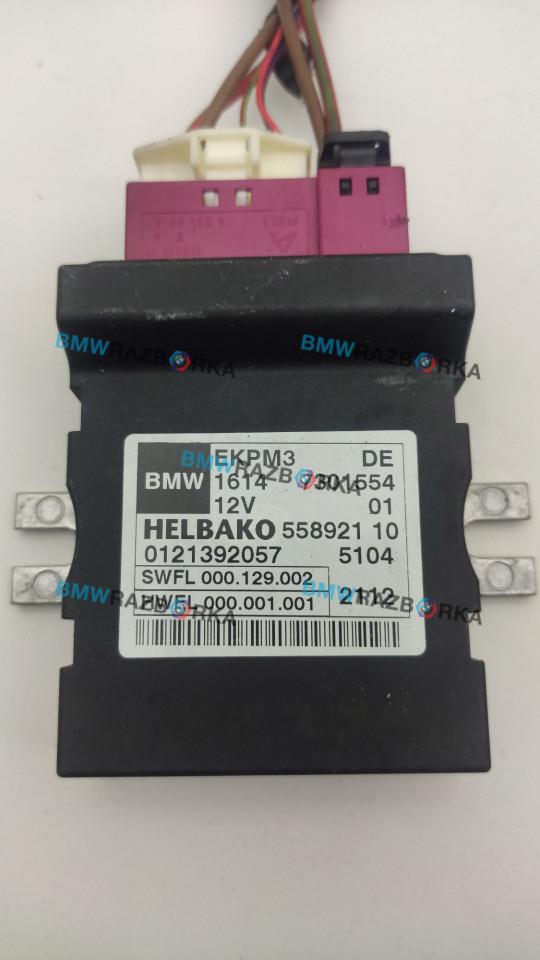 BMWRAZBORKA
BMWRAZBORKA
EKPM3 DE
BMW 1614 7301554
BMWRAZBORKA
12V 01
HELBAKO 558921 10
0121392057 5104
SWFL 000.129.002
HWFL 000.001.001 2112
BMWRAZBORKA
BMWRAZBORKA